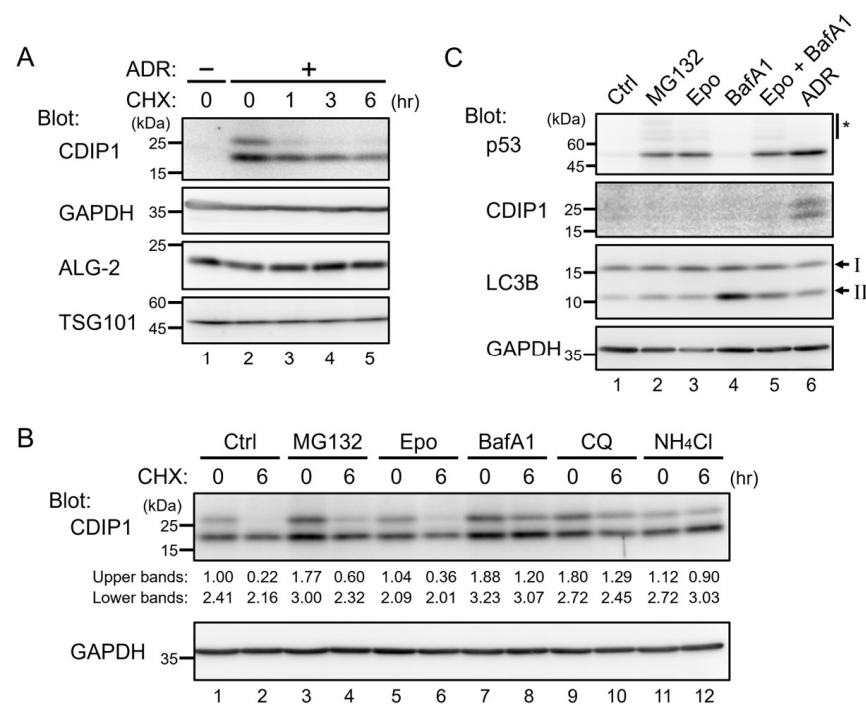 A
ADR: − +
CHX: 0 0 1 3 6 (hr)
Blot: (kDa)
CDIP1 25 15
GAPDH 35
ALG-2 25
TSG101 60 45
1 2 3 4 5
C
Ctrl MG132 Epo BafA1 Epo + BafA1 ADR
Blot: (kDa)
p53 60 45 *
CDIP1 25 15
LC3B 15 10 I II
GAPDH 35
1 2 3 4 5 6
B
Ctrl MG132 Epo BafA1 CQ NH₄Cl
CHX: 0 6 0 6 0 6 0 6 0 6 0 6 (hr)
Blot: (kDa)
CDIP1 25 15
Upper bands: 1.00 0.22 1.77 0.60 1.04 0.36 1.88 1.20 1.80 1.29 1.12 0.90
Lower bands: 2.41 2.16 3.00 2.32 2.09 2.01 3.23 3.07 2.72 2.45 2.72 3.03
GAPDH 35
1 2 3 4 5 6 7 8 9 10 11 12